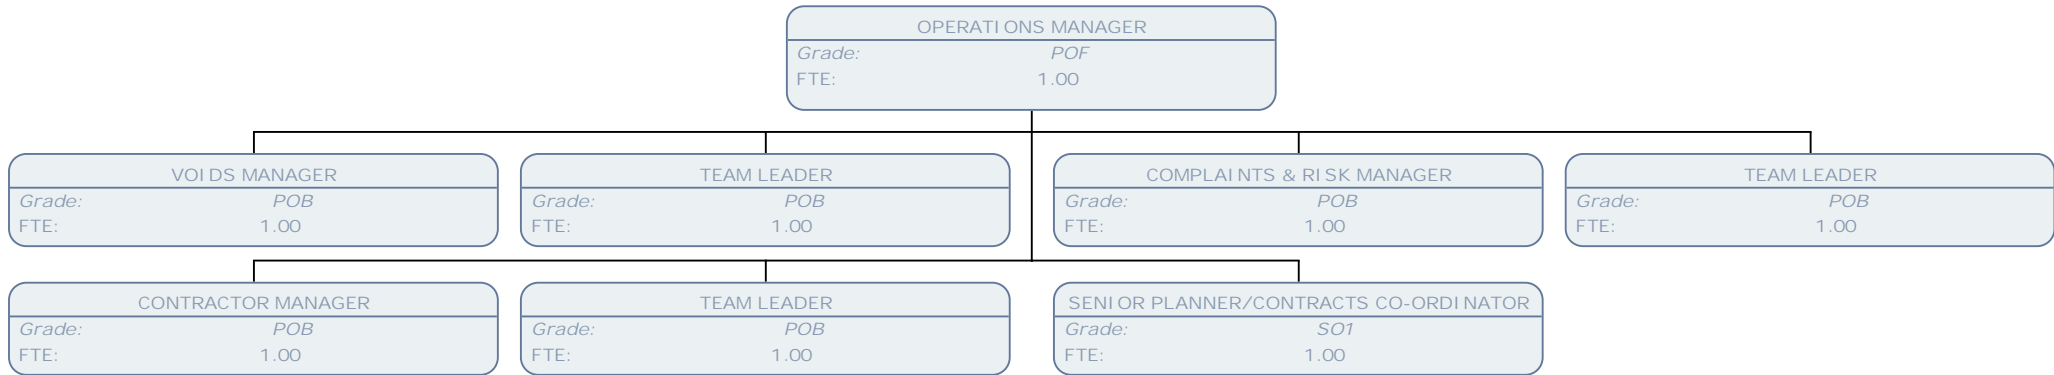 OPERATIONS MANAGER
Grade: POF
FTE: 1.00
VOIDS MANAGER
Grade: POB
FTE: 1.00
TEAM LEADER
Grade: POB
FTE: 1.00
COMPLAINTS & RISK MANAGER
Grade: POB
FTE: 1.00
TEAM LEADER
Grade: POB
FTE: 1.00
CONTRACTOR MANAGER
Grade: POB
FTE: 1.00
TEAM LEADER
Grade: POB
FTE: 1.00
SENIOR PLANNER/CONTRACTS CO-ORDINATOR
Grade: SO1
FTE: 1.00